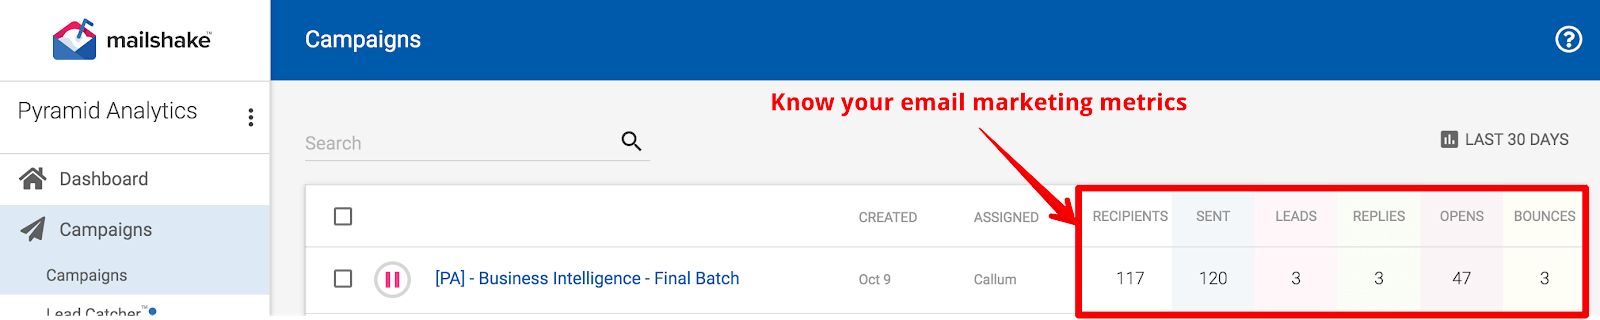 mailshake™
Campaigns
Pyramid Analytics
Know your email marketing metrics
Search
LAST 30 DAYS
Dashboard
Campaigns
Campaigns
Lead Catcher™
CREATED ASSIGNED RECIPIENTS SENT LEADS REPLIES OPENS BOUNCES
[PA] - Business Intelligence - Final Batch Oct 9 Callum 117 120 3 3 47 3